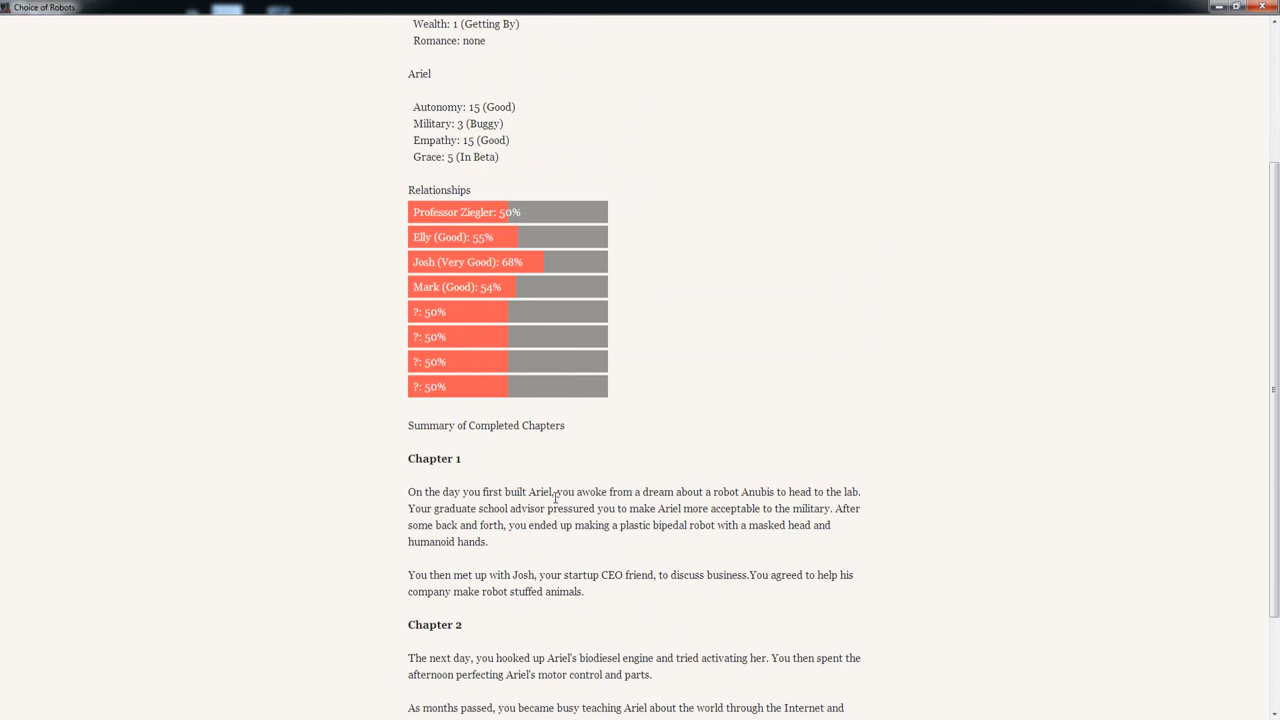 Choice of Robots
Wealth: 1 (Getting By)
Romance: none
Ariel
Autonomy: 15 (Good)
Military: 3 (Buggy)
Empathy: 15 (Good)
Grace: 5 (In Beta)
Relationships
Professor Ziegler: 50%
Elly (Good): 55%
Josh (Very Good): 68%
Mark (Good): 54%
?: 50%
?: 50%
?: 50%
?: 50%
Summary of Completed Chapters
Chapter 1
On the day you first built Ariel, you awoke from a dream about a robot Anubis to head to the lab.
Your graduate school advisor pressured you to make Ariel more acceptable to the military. After
some back and forth, you ended up making a plastic bipedal robot with a masked head and
humanoid hands.
You then met up with Josh, your startup CEO friend, to discuss business.You agreed to help his
company make robot stuffed animals.
Chapter 2
The next day, you hooked up Ariel's biodiesel engine and tried activating her. You then spent the
afternoon perfecting Ariel's motor control and parts.
As months passed, you became busy teaching Ariel about the world through the Internet and